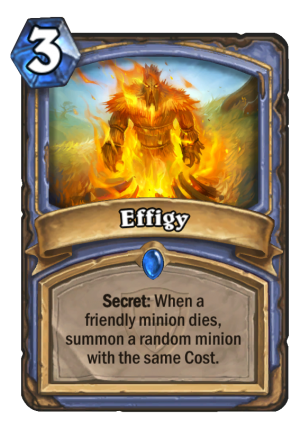 3
Effigy
Secret: When a
friendly minion dies,
summon a random minion
with the same Cost.